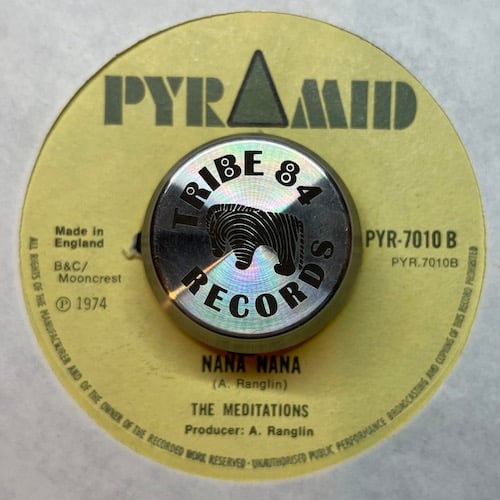 PYRAMID
TRIBE 84
RECORDS
Made in
England
B&C/
Mooncrest
℗ 1974
PYR-7010 B
PYR.7010B
NANA NANA
(A. Ranglin)
THE MEDITATIONS
Producer: A. Ranglin
ALL RIGHTS OF THE MANUFACTURER AND OF THE OWNER OF THE RECORDED WORK RESERVED · UNAUTHORISED PUBLIC PERFORMANCE BROADCASTING AND COPYING OF THIS RECORD PROHIBITED